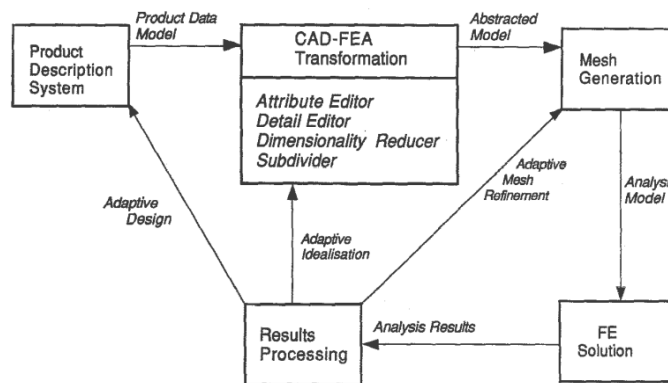 Product Data
Model
Abstracted
Model
Product
Description
System
CAD-FEA
Transformation
Mesh
Generation
Attribute Editor
Detail Editor
Dimensionality Reducer
Subdivider
Adaptive
Design
Adaptive
Idealisation
Adaptive
Mesh
Refinement
Model
Results
Processing
Analysis Results
FE
Solution